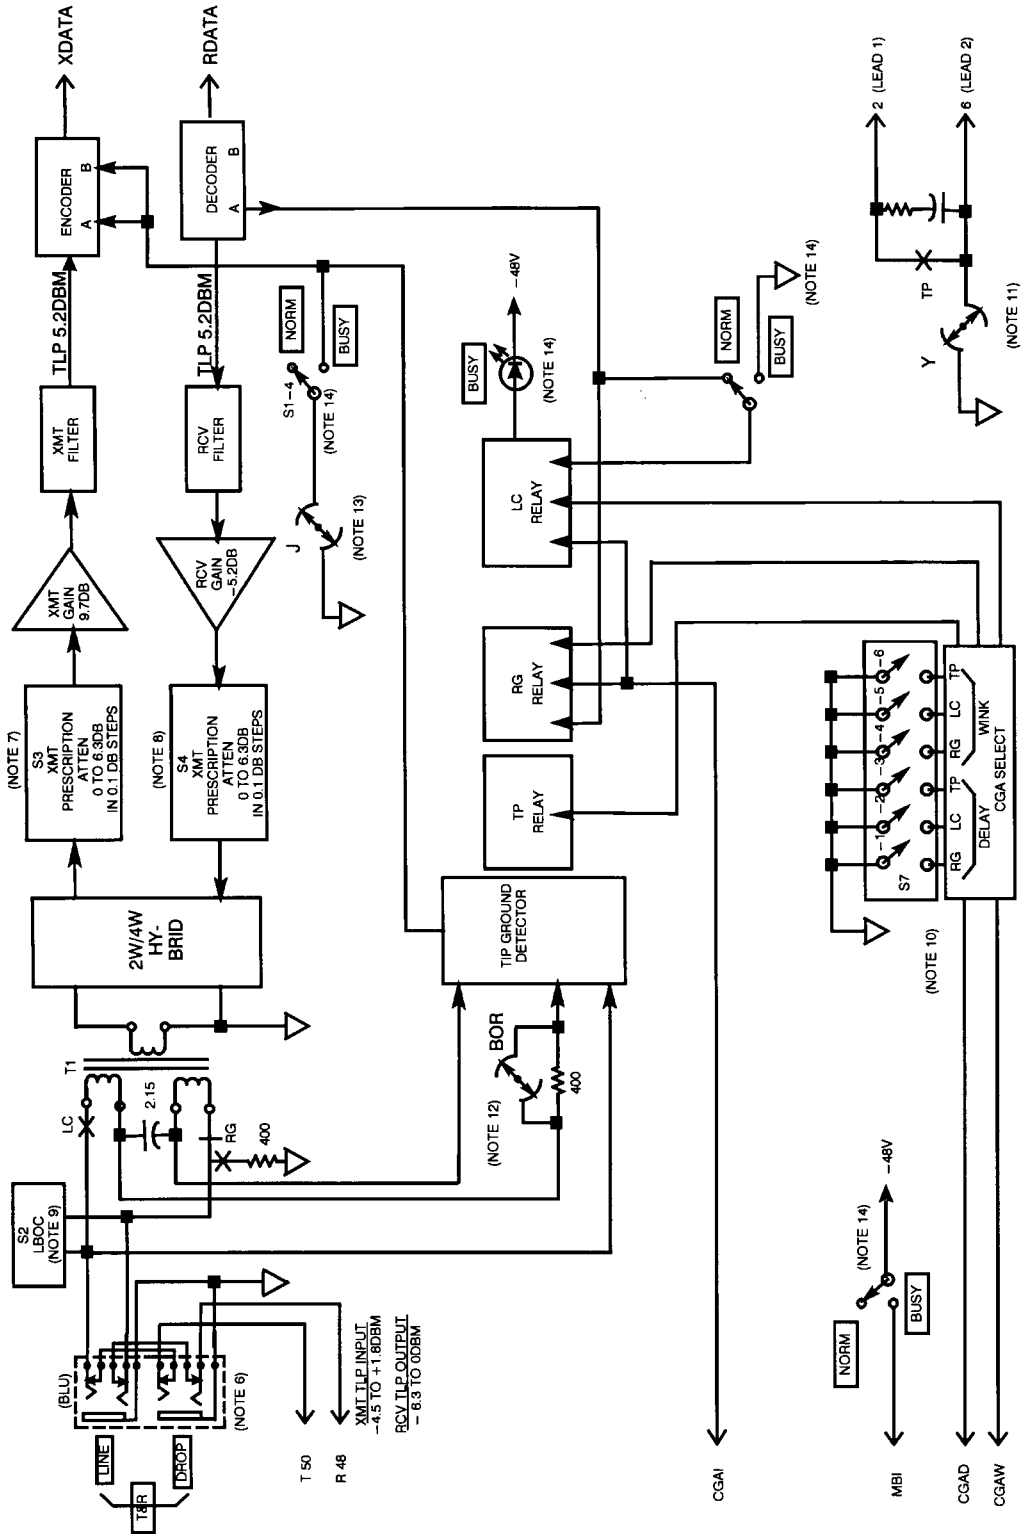 (BLU)
LINE
T&R
DROP
(NOTE 6)
T 50
R 48
XMT TLP INPUT
-4.5 TO +1.8DBM
RCV TLP OUTPUT
- 6.3 TO 0DBM
S2
LBOC
(NOTE 9)
LC
T1
2.15
RG
400
2W/4W
HY-
BRID
(NOTE 7)
S3
XMT
PRESCRIPTION
ATTEN
0 TO 6.3DB
IN 0.1 DB STEPS
XMT
GAIN
9.7DB
XMT
FILTER
TLP 5.2DBM
ENCODER
A
B
XDATA
(NOTE 8)
S4
XMT
PRESCRIPTION
ATTEN
0 TO 6.3DB
IN 0.1 DB STEPS
RCV
GAIN
-5.2DB
RCV
FILTER
TLP 5.2DBM
DECODER
A
B
RDATA
J
(NOTE 13)
S1-4
(NOTE 14)
NORM
BUSY
(NOTE 12)
BOR
400
TIP GROUND
DETECTOR
TP
RELAY
RG
RELAY
LC
RELAY
BUSY
(NOTE 14)
-48V
NORM
BUSY
(NOTE 14)
CGAI
NORM
BUSY
(NOTE 14)
-48V
MBI
CGAD
CGAW
(NOTE 10)
S7
-1
-2
-3
-4
-5
-6
RG
LC
TP
RG
LC
TP
DELAY
WINK
CGA SELECT
Y
(NOTE 11)
TP
2 (LEAD 1)
6 (LEAD 2)